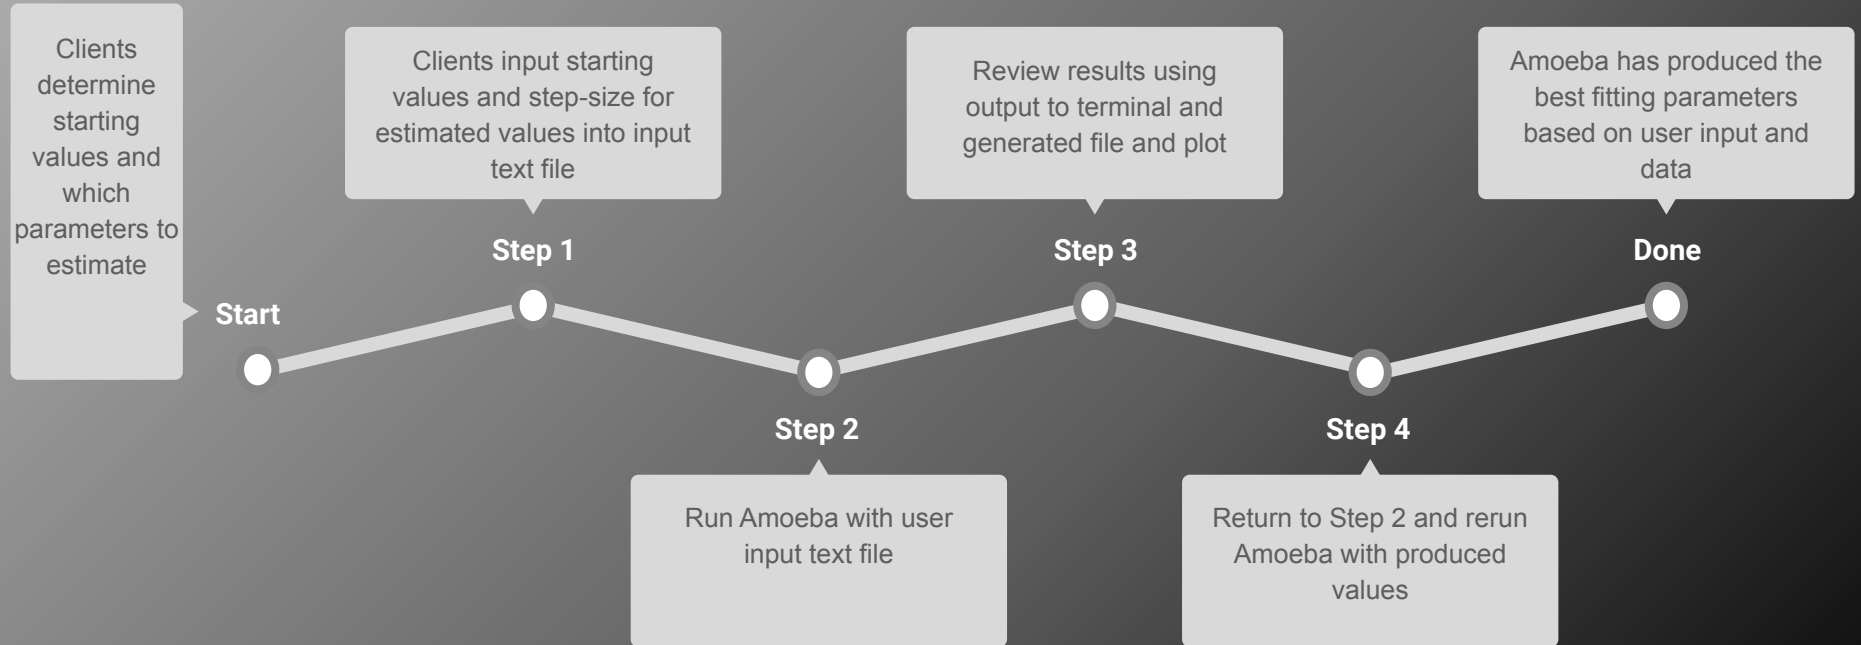 Clients
determine
starting
values and
which
parameters to
estimate
Start
Clients input starting
values and step-size for
estimated values into input
text file
Step 1
Step 2
Run Amoeba with user
input text file
Review results using
output to terminal and
generated file and plot
Step 3
Step 4
Return to Step 2 and rerun
Amoeba with produced
values
Amoeba has produced the
best fitting parameters
based on user input and
data
Done